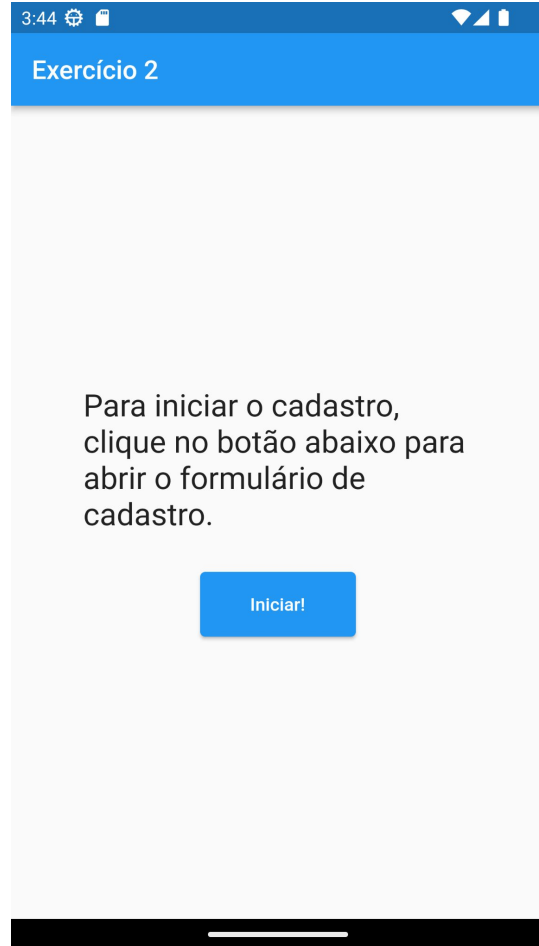 3:44
Exercício 2
Para iniciar o cadastro,
clique no botão abaixo para
abrir o formulário de
cadastro.
Iniciar!